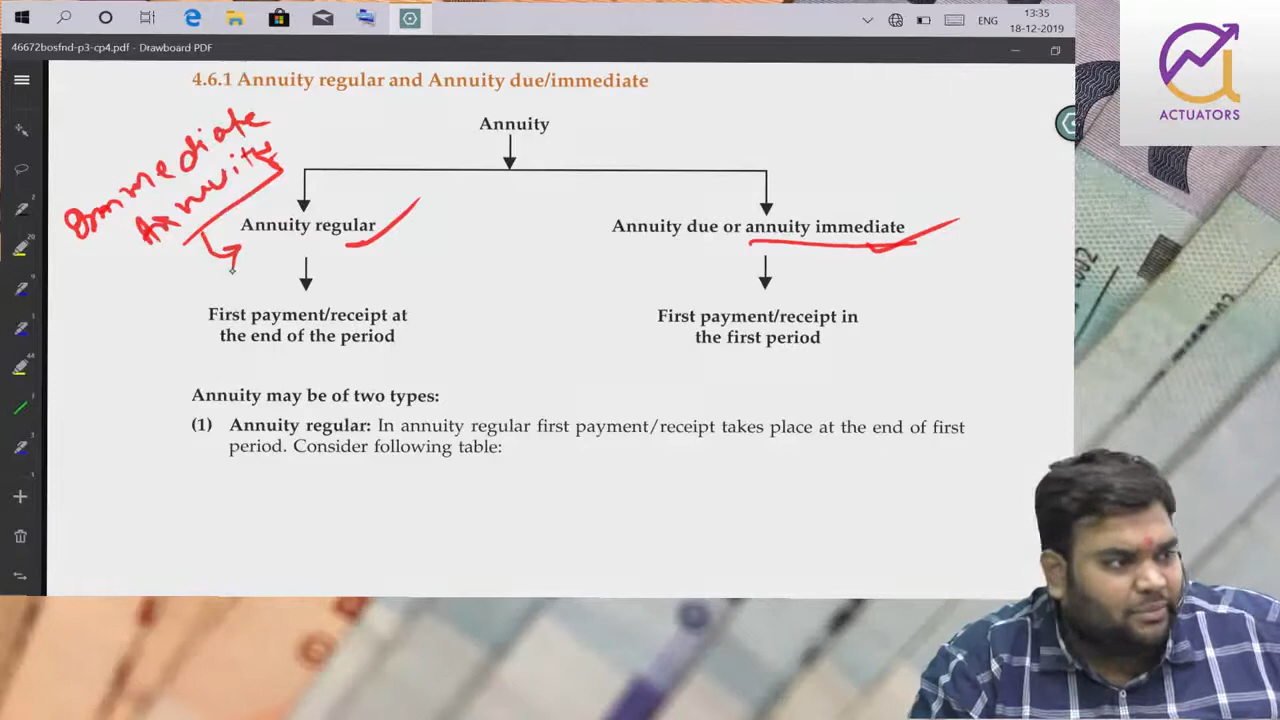 13:35
ENG
18-12-2019
46672bosfnd-p3-cp4.pdf - Drawboard PDF
ACTUATORS
4.6.1 Annuity regular and Annuity due/immediate
Annuity
Immediate
Annuity
Annuity regular
Annuity due or annuity immediate
First payment/receipt at
the end of the period
First payment/receipt in
the first period
Annuity may be of two types:
(1) Annuity regular: In annuity regular first payment/receipt takes place at the end of first
period. Consider following table: